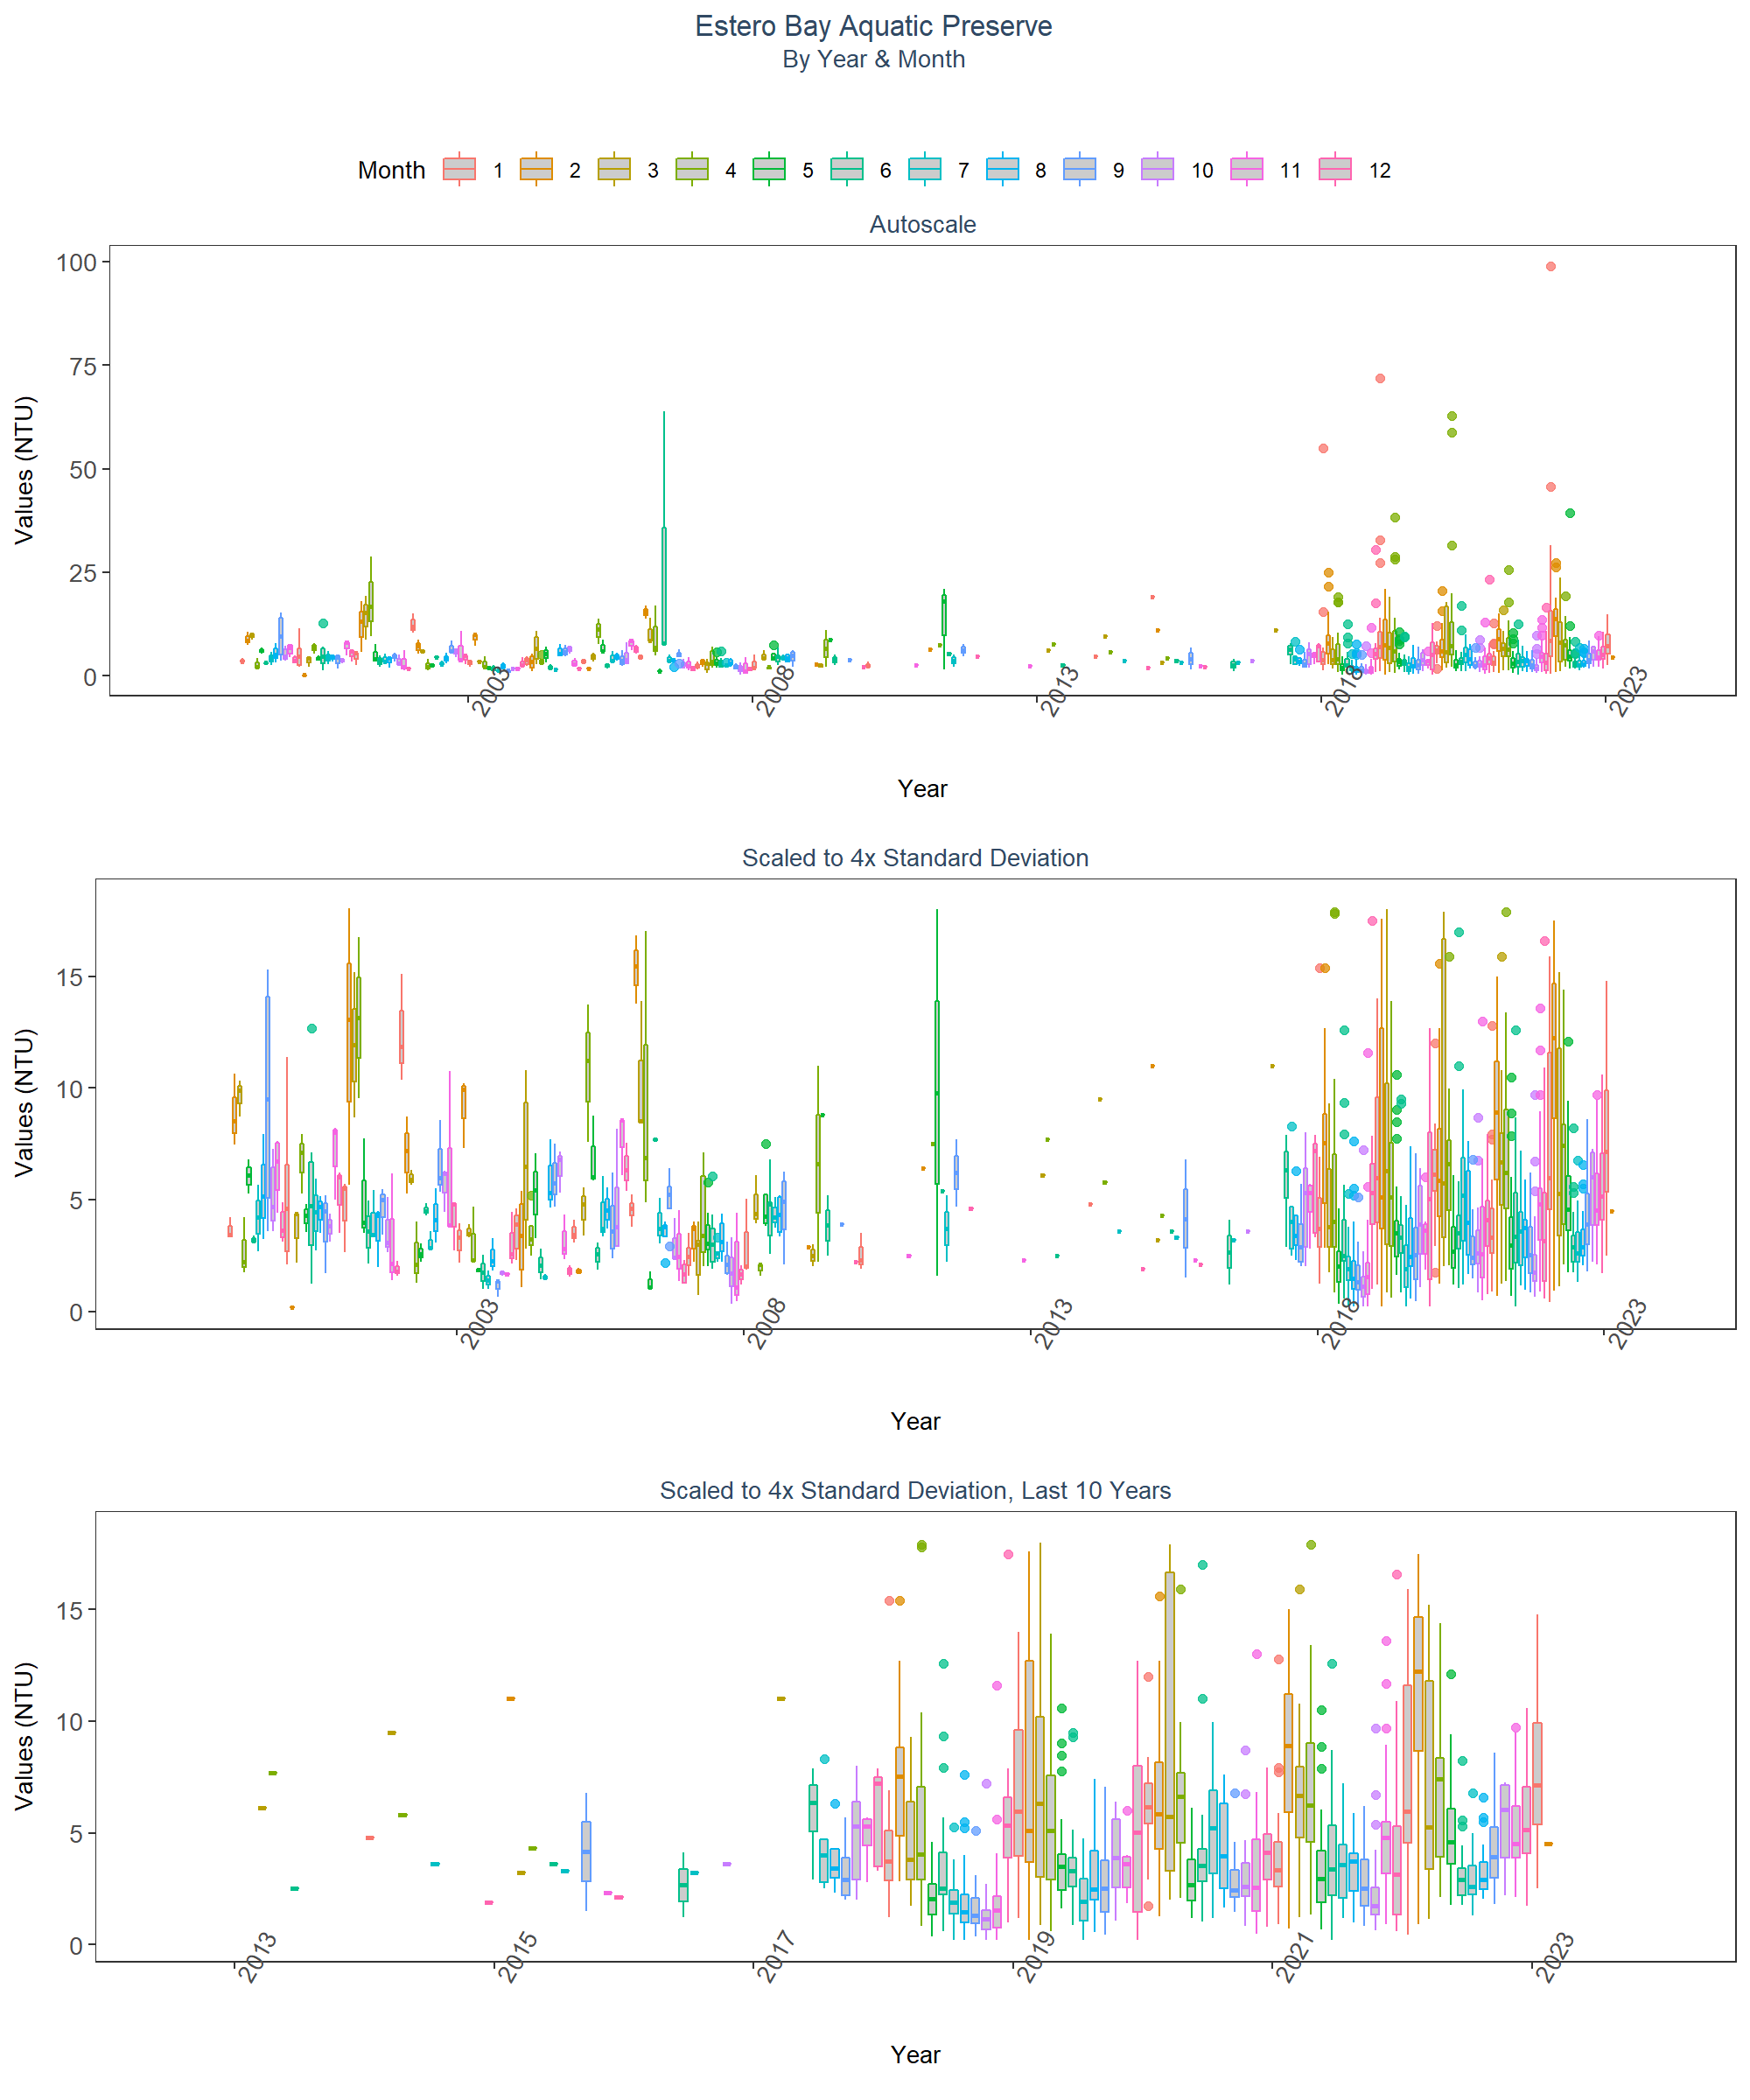 Estero Bay Aquatic Preserve
By Year & Month
Month 1 2 3 4 5 6 7 8 9 10 11 12
Autoscale
100
75
50
25
0
Values (NTU)
2003 2008 2013 2018 2023
Year
Scaled to 4x Standard Deviation
15
10
5
0
Values (NTU)
2003 2008 2013 2018 2023
Year
Scaled to 4x Standard Deviation, Last 10 Years
15
10
5
0
Values (NTU)
2013 2015 2017 2019 2021 2023
Year